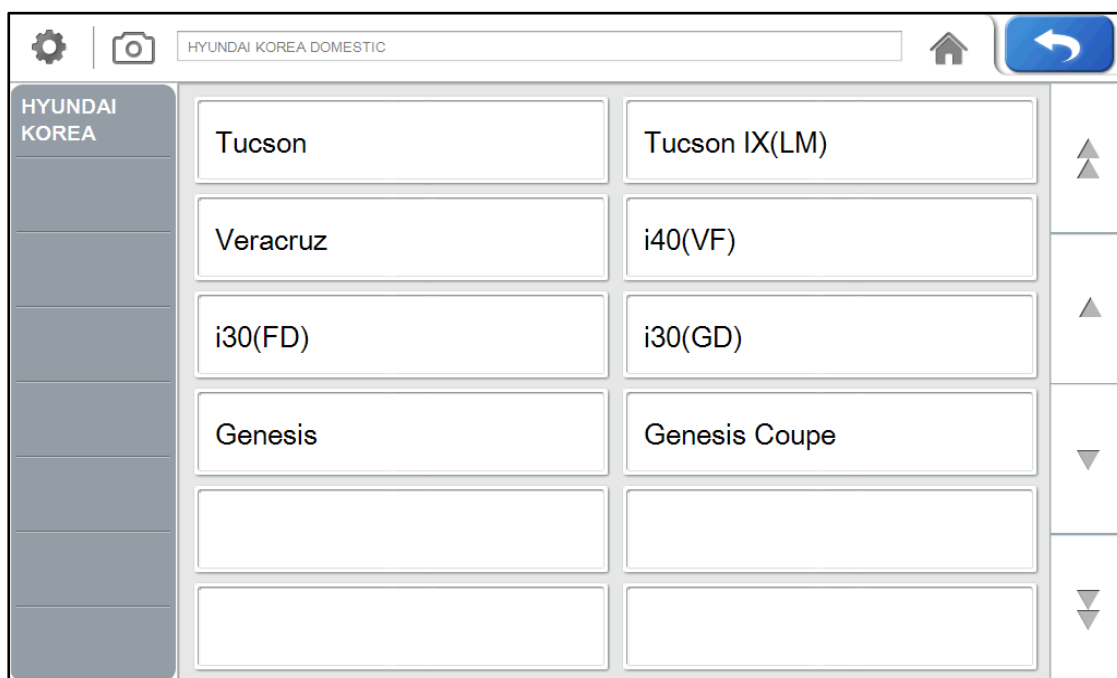 HYUNDAI KOREA DOMESTIC
HYUNDAI
KOREA
Tucson
Tucson IX(LM)
Veracruz
i40(VF)
i30(FD)
i30(GD)
Genesis
Genesis Coupe